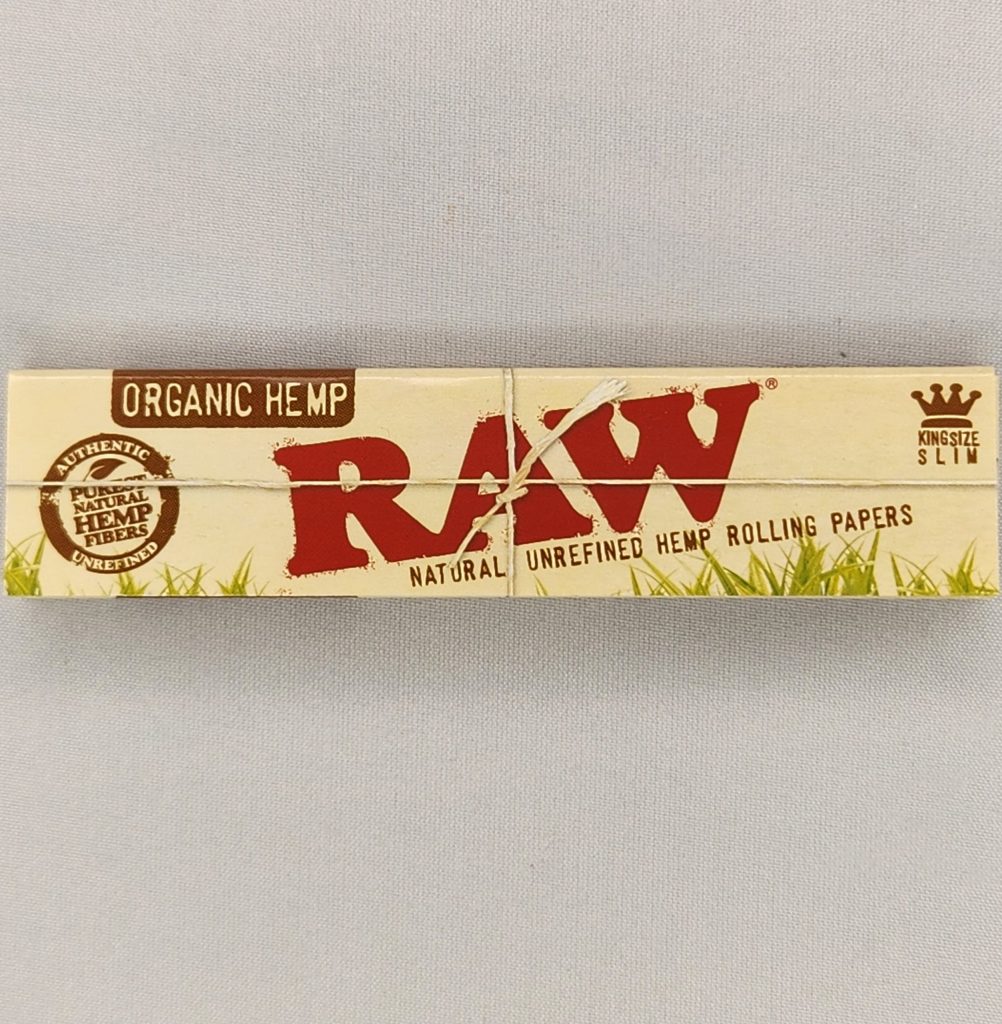 ORGANIC HEMP
AUTHENTIC
PUREST
NATURAL
HEMP
FIBERS
UNREFINED
RAW®
NATURAL UNREFINED HEMP ROLLING PAPERS
KINGSIZE
SLIM